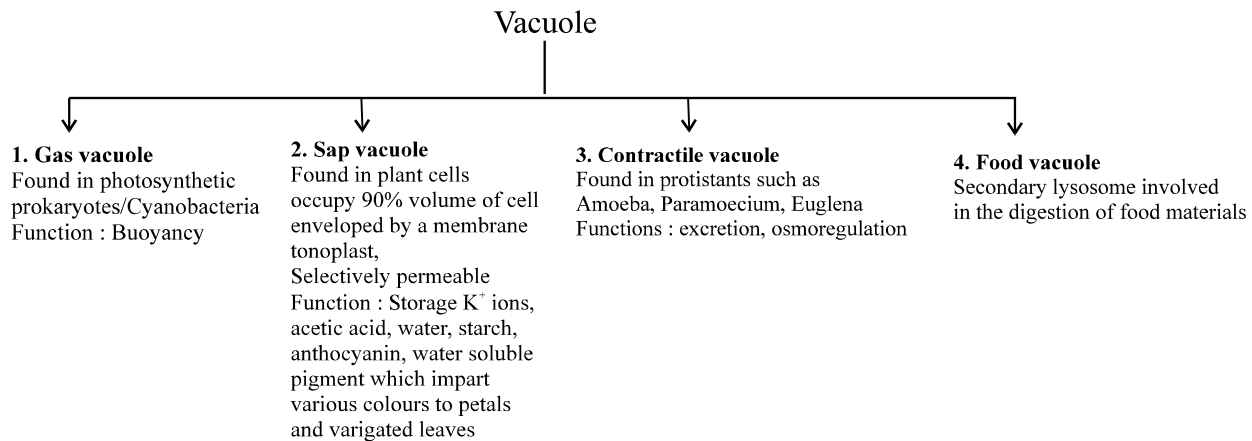 Vacuole
1. Gas vacuole
Found in photosynthetic
prokaryotes/Cyanobacteria
Function : Buoyancy
2. Sap vacuole
Found in plant cells
occupy 90% volume of cell
enveloped by a membrane
tonoplast,
Selectively permeable
Function : Storage K⁺ ions,
acetic acid, water, starch,
anthocyanin, water soluble
pigment which impart
various colours to petals
and varigated leaves
3. Contractile vacuole
Found in protistants such as
Amoeba, Paramoecium, Euglena
Functions : excretion, osmoregulation
4. Food vacuole
Secondary lysosome involved
in the digestion of food materials